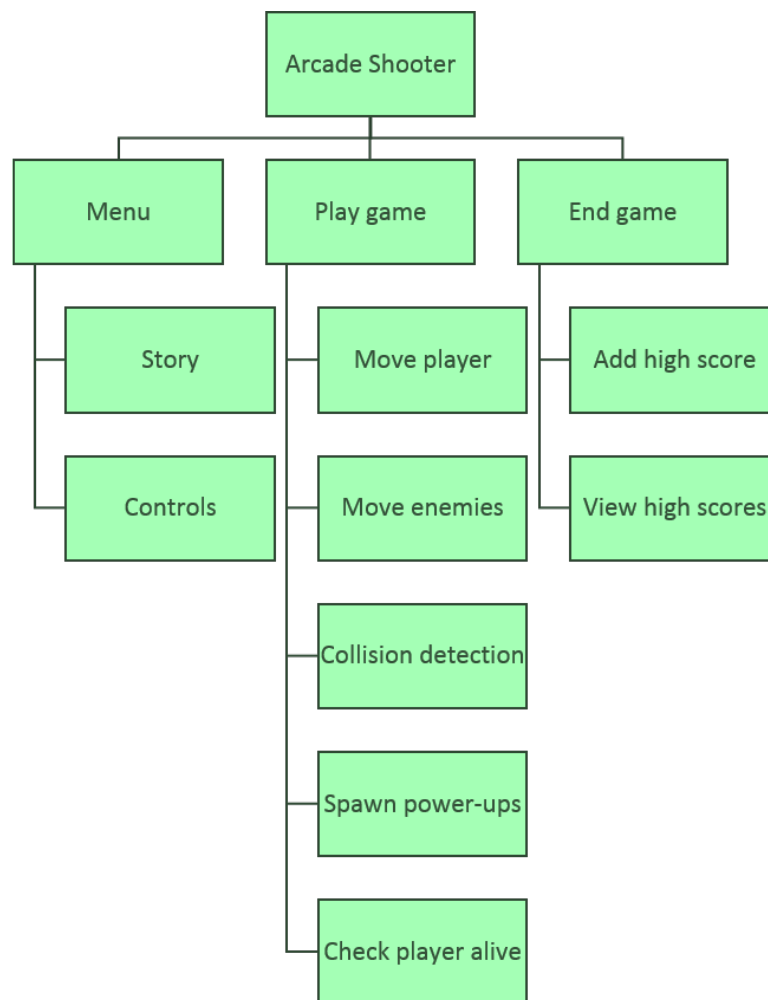 Arcade Shooter
Menu
Play game
End game
Story
Move player
Add high score
Controls
Move enemies
View high scores
Collision detection
Spawn power-ups
Check player alive